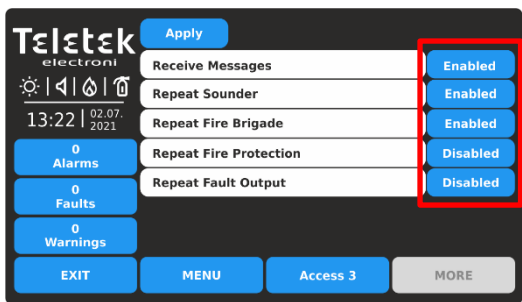 Teletek
electroni
Apply
Receive Messages Enabled
Repeat Sounder Enabled
Repeat Fire Brigade Enabled
Repeat Fire Protection Disabled
Repeat Fault Output Disabled
13:22 02.07.
2021
0
Alarms
0
Faults
0
Warnings
EXIT MENU Access 3 MORE